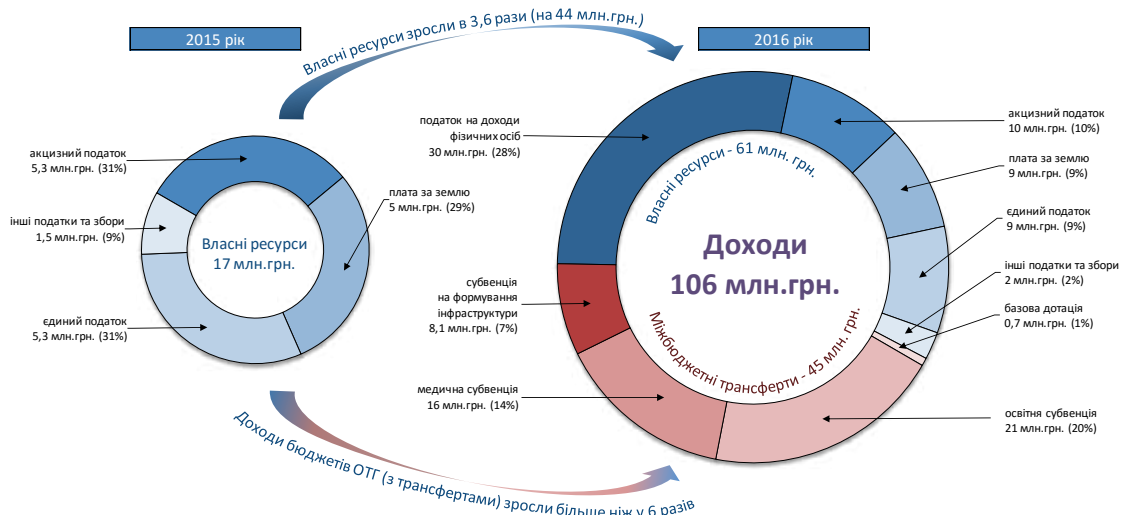 2015 рік
Власні ресурси зросли в 3,6 рази (на 44 млн.грн.)
2016 рік
акцизний податок
5,3 млн.грн. (31%)
плата за землю
5 млн.грн. (29%)
інші податки та збори
1,5 млн.грн. (9%)
Власні ресурси
17 млн.грн.
єдиний податок
5,3 млн.грн. (31%)
податок на доходи
фізичних осіб
30 млн.грн. (28%)
акцизний податок
10 млн.грн. (10%)
плата за землю
9 млн.грн. (9%)
єдиний податок
9 млн.грн. (9%)
інші податки та збори
2 млн.грн. (2%)
базова дотація
0,7 млн.грн. (1%)
освітня субвенція
21 млн.грн. (20%)
медична субвенція
16 млн.грн. (14%)
субвенція
на формування
інфраструктури
8,1 млн.грн. (7%)
Власні ресурси - 61 млн. грн.
Доходи
106 млн.грн.
Міжбюджетні трансферти - 45 млн. грн.
Доходи бюджетів ОТГ (з трансфертами) зросли більше ніж у 6 разів